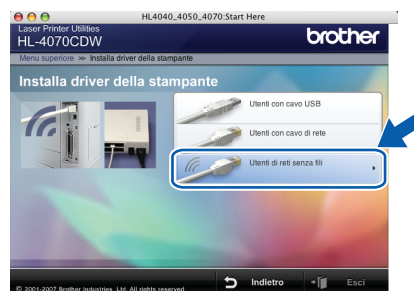 HL4040_4050_4070:Start Here
Laser Printer Utilities
HL-4070CDW
brother
Menu superiore >> Installa driver della stampante
Installa driver della stampante
Utenti con cavo USB
Utenti con cavo di rete
Utenti di reti senza fili
Indietro
Esci
© 2001-2007 Brother Industries, Ltd. All rights reserved.